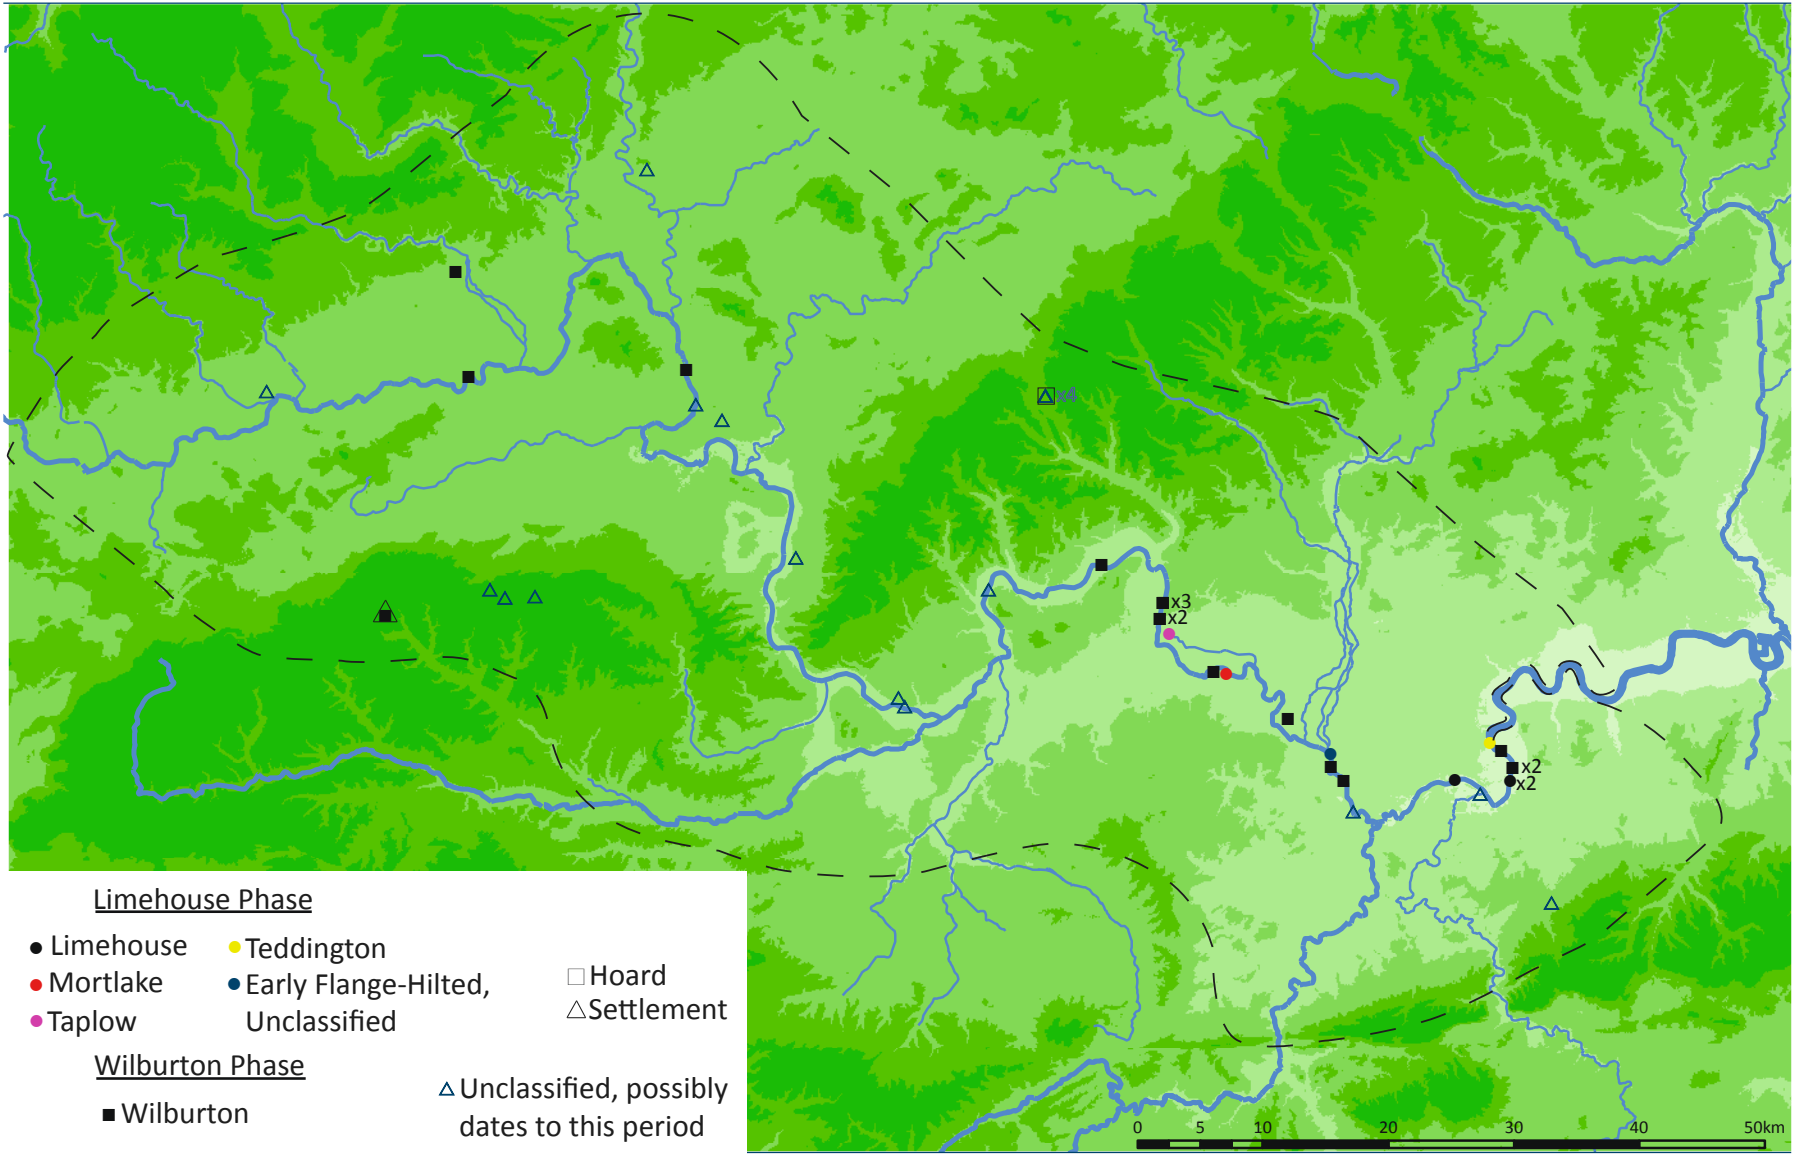 x4
x3
x2
x2
x2
Limehouse Phase
Limehouse
Teddington
Mortlake
Early Flange-Hilted,
Unclassified
Taplow
Hoard
Settlement
Wilburton Phase
Wilburton
Unclassified, possibly
dates to this period
0 5 10 20 30 40 50km